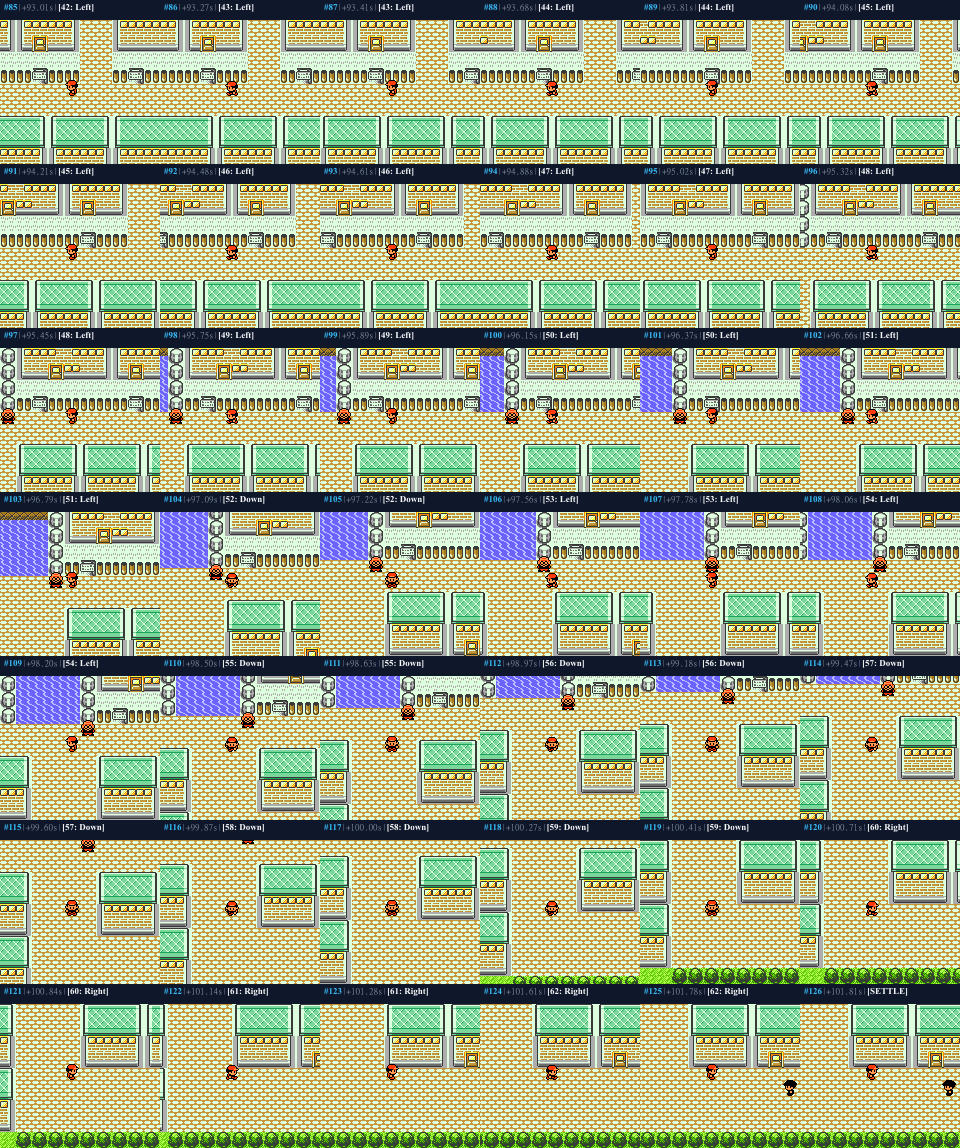 #85|+93.01s|[42: Left] #86|+93.27s|[43: Left] #87|+93.41s|[43: Left] #88|+93.68s|[44: Left] #89|+93.81s|[44: Left] #90|+94.08s|[45: Left]
#91|+94.21s|[45: Left] #92|+94.48s|[46: Left] #93|+94.61s|[46: Left] #94|+94.88s|[47: Left] #95|+95.02s|[47: Left] #96|+95.32s|[48: Left]
#97|+95.45s|[48: Left] #98|+95.75s|[49: Left] #99|+95.89s|[49: Left] #100|+96.15s|[50: Left] #101|+96.37s|[50: Left] #102|+96.66s|[51: Left]
#103|+96.79s|[51: Left] #104|+97.09s|[52: Down] #105|+97.22s|[52: Down] #106|+97.56s|[53: Left] #107|+97.78s|[53: Left] #108|+98.06s|[54: Left]
#109|+98.20s|[54: Left] #110|+98.50s|[55: Down] #111|+98.63s|[55: Down] #112|+98.97s|[56: Down] #113|+99.18s|[56: Down] #114|+99.47s|[57: Down]
#115|+99.60s|[57: Down] #116|+99.87s|[58: Down] #117|+100.00s|[58: Down] #118|+100.27s|[59: Down] #119|+100.41s|[59: Down] #120|+100.71s|[60: Right]
#121|+100.84s|[60: Right] #122|+101.14s|[61: Right] #123|+101.28s|[61: Right] #124|+101.61s|[62: Right] #125|+101.78s|[62: Right] #126|+101.81s|[SETTLE]